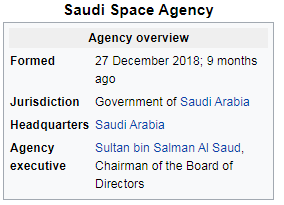 Saudi Space Agency
Agency overview
Formed 27 December 2018; 9 months
ago
Jurisdiction Government of Saudi Arabia
Headquarters Saudi Arabia
Agency Sultan bin Salman Al Saud,
executive Chairman of the Board of
Directors